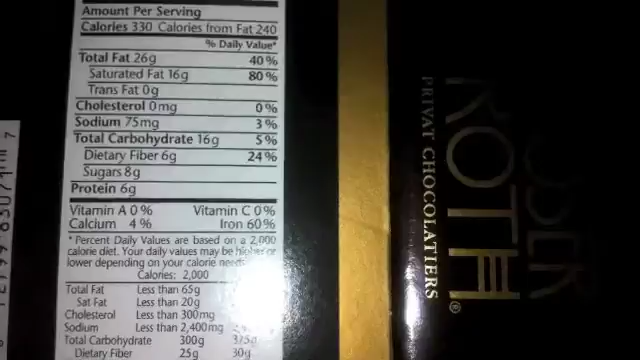 Amount Per Serving
Calories 330 Calories from Fat 240
% Daily Value*
Total Fat 26g 40%
Saturated Fat 16g 80%
Trans Fat 0g
Cholesterol 0mg 0%
Sodium 75mg 3%
Total Carbohydrate 16g 5%
Dietary Fiber 6g 24%
Sugars 8g
Protein 6g
Vitamin A 0% Vitamin C 0%
Calcium 4% Iron 60%
* Percent Daily Values are based on a 2,000
calorie diet. Your daily values may be higher or
lower depending on your calorie needs
Calories: 2,000
Total Fat Less than 65g
Sat Fat Less than 20g
Cholesterol Less than 300mg
Sodium Less than 2,400mg
Total Carbohydrate 300g 375g
Dietary Fiber 25g 30g
ROTH®
PRIVAT CHOCOLATIERS